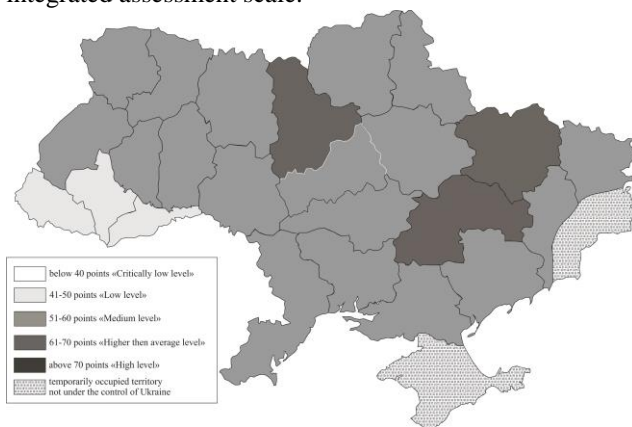 integrated assessment scale.
below 40 points «Critically low level»
41-50 points «Low level»
51-60 points «Medium level»
61-70 points «Higher then average level»
above 70 points «High level»
temporarily occupied territory
not under the control of Ukraine